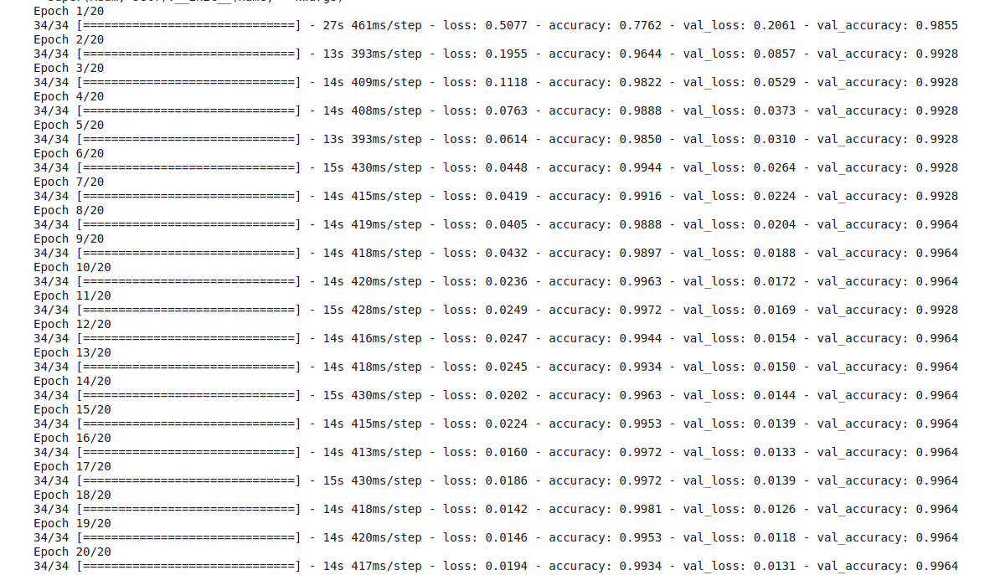 Epoch 1/20
34/34 [==============================] - 27s 461ms/step - loss: 0.5077 - accuracy: 0.7762 - val_loss: 0.2061 - val_accuracy: 0.9855
Epoch 2/20
34/34 [==============================] - 13s 393ms/step - loss: 0.1955 - accuracy: 0.9644 - val_loss: 0.0857 - val_accuracy: 0.9928
Epoch 3/20
34/34 [==============================] - 14s 409ms/step - loss: 0.1118 - accuracy: 0.9822 - val_loss: 0.0529 - val_accuracy: 0.9928
Epoch 4/20
34/34 [==============================] - 14s 408ms/step - loss: 0.0763 - accuracy: 0.9888 - val_loss: 0.0373 - val_accuracy: 0.9928
Epoch 5/20
34/34 [==============================] - 13s 393ms/step - loss: 0.0614 - accuracy: 0.9850 - val_loss: 0.0310 - val_accuracy: 0.9928
Epoch 6/20
34/34 [==============================] - 15s 430ms/step - loss: 0.0448 - accuracy: 0.9944 - val_loss: 0.0264 - val_accuracy: 0.9928
Epoch 7/20
34/34 [==============================] - 14s 415ms/step - loss: 0.0419 - accuracy: 0.9916 - val_loss: 0.0224 - val_accuracy: 0.9928
Epoch 8/20
34/34 [==============================] - 14s 419ms/step - loss: 0.0405 - accuracy: 0.9888 - val_loss: 0.0204 - val_accuracy: 0.9964
Epoch 9/20
34/34 [==============================] - 14s 418ms/step - loss: 0.0432 - accuracy: 0.9897 - val_loss: 0.0188 - val_accuracy: 0.9964
Epoch 10/20
34/34 [==============================] - 14s 420ms/step - loss: 0.0236 - accuracy: 0.9963 - val_loss: 0.0172 - val_accuracy: 0.9964
Epoch 11/20
34/34 [==============================] - 15s 428ms/step - loss: 0.0249 - accuracy: 0.9972 - val_loss: 0.0169 - val_accuracy: 0.9928
Epoch 12/20
34/34 [==============================] - 14s 416ms/step - loss: 0.0247 - accuracy: 0.9944 - val_loss: 0.0154 - val_accuracy: 0.9964
Epoch 13/20
34/34 [==============================] - 14s 418ms/step - loss: 0.0245 - accuracy: 0.9934 - val_loss: 0.0150 - val_accuracy: 0.9964
Epoch 14/20
34/34 [==============================] - 15s 430ms/step - loss: 0.0202 - accuracy: 0.9963 - val_loss: 0.0144 - val_accuracy: 0.9964
Epoch 15/20
34/34 [==============================] - 14s 415ms/step - loss: 0.0224 - accuracy: 0.9953 - val_loss: 0.0139 - val_accuracy: 0.9964
Epoch 16/20
34/34 [==============================] - 14s 413ms/step - loss: 0.0160 - accuracy: 0.9972 - val_loss: 0.0133 - val_accuracy: 0.9964
Epoch 17/20
34/34 [==============================] - 15s 430ms/step - loss: 0.0186 - accuracy: 0.9972 - val_loss: 0.0139 - val_accuracy: 0.9964
Epoch 18/20
34/34 [==============================] - 14s 418ms/step - loss: 0.0142 - accuracy: 0.9981 - val_loss: 0.0126 - val_accuracy: 0.9964
Epoch 19/20
34/34 [==============================] - 14s 420ms/step - loss: 0.0146 - accuracy: 0.9953 - val_loss: 0.0118 - val_accuracy: 0.9964
Epoch 20/20
34/34 [==============================] - 14s 417ms/step - loss: 0.0194 - accuracy: 0.9934 - val_loss: 0.0131 - val_accuracy: 0.9964